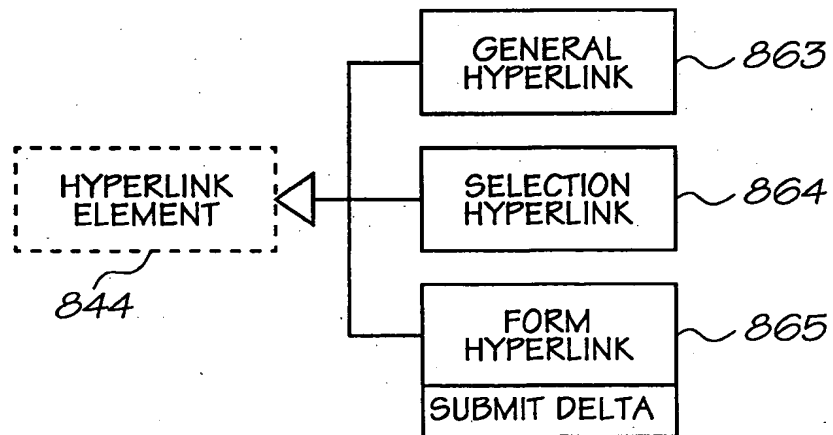 GENERAL
HYPERLINK
863
HYPERLINK
ELEMENT
844
SELECTION
HYPERLINK
864
FORM
HYPERLINK
865
SUBMIT DELTA